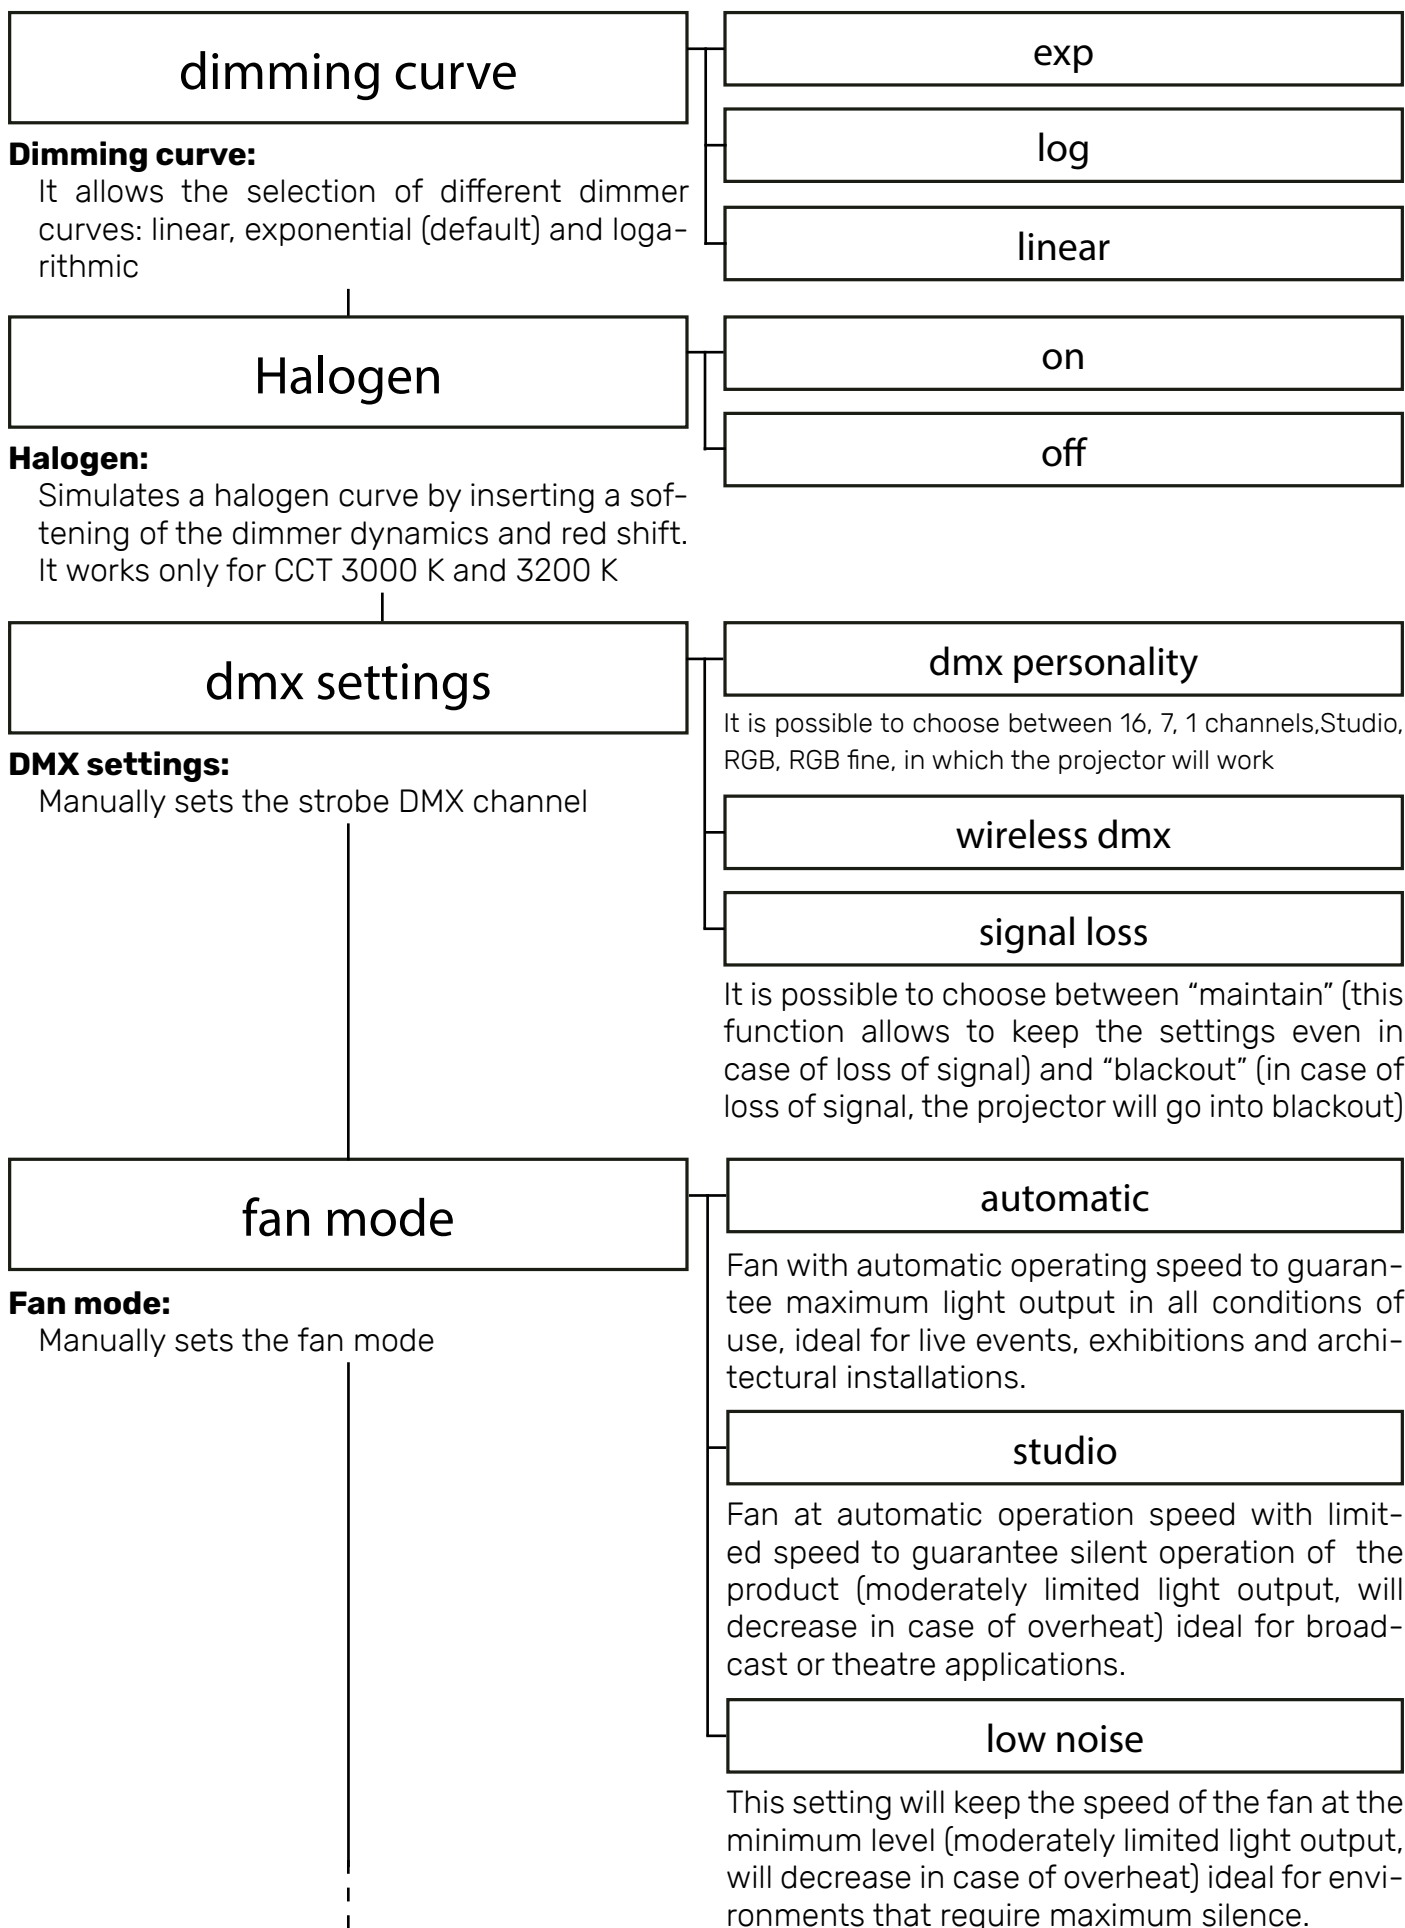 dimming curve
exp
log
linear
Dimming curve:
It allows the selection of different dimmer
curves: linear, exponential (default) and loga-
rithmic
Halogen
on
off
Halogen:
Simulates a halogen curve by inserting a sof-
tening of the dimmer dynamics and red shift.
It works only for CCT 3000 K and 3200 K
dmx settings
DMX settings:
Manually sets the strobe DMX channel
dmx personality
It is possible to choose between 16, 7, 1 channels,Studio,
RGB, RGB fine, in which the projector will work
wireless dmx
signal loss
It is possible to choose between “maintain” (this
function allows to keep the settings even in
case of loss of signal) and “blackout” (in case of
loss of signal, the projector will go into blackout)
fan mode
Fan mode:
Manually sets the fan mode
automatic
Fan with automatic operating speed to guaran-
tee maximum light output in all conditions of
use, ideal for live events, exhibitions and archi-
tectural installations.
studio
Fan at automatic operation speed with limit-
ed speed to guarantee silent operation of the
product (moderately limited light output, will
decrease in case of overheat) ideal for broad-
cast or theatre applications.
low noise
This setting will keep the speed of the fan at the
minimum level (moderately limited light output,
will decrease in case of overheat) ideal for envi-
ronments that require maximum silence.